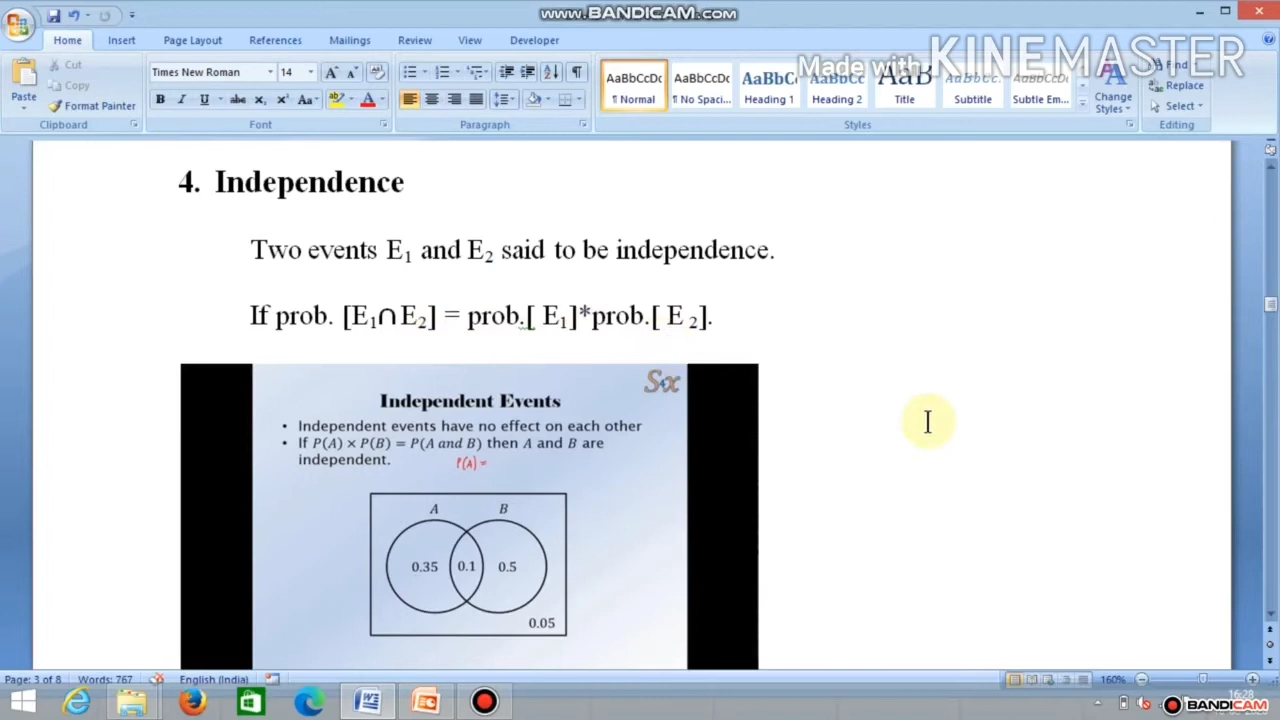 www.BANDICAM.com
Made with KINEMASTER
Home Insert Page Layout References Mailings Review View Developer
Cut
Copy
Format Painter
Paste
Times New Roman 14
AaBbCcDc AaBbCcDc AaBbCc AaBbCc AaB AaBbCc. AaBbCcDc
¶ Normal ¶ No Spaci... Heading 1 Heading 2 Title Subtitle Subtle Em...
Change
Styles
Find
Replace
Select
Clipboard Font Paragraph Styles Editing
4. Independence
Two events E₁ and E₂ said to be independence.
If prob. [E₁∩E₂] = prob.[ E₁]*prob.[ E ₂].
Independent Events
• Independent events have no effect on each other
• If P(A) × P(B) = P(A and B) then A and B are
independent.
P(A) =
A B
0.35 0.1 0.5
0.05
Page: 3 of 8 Words: 767 English (India) 160%
16:28
BANDICAM